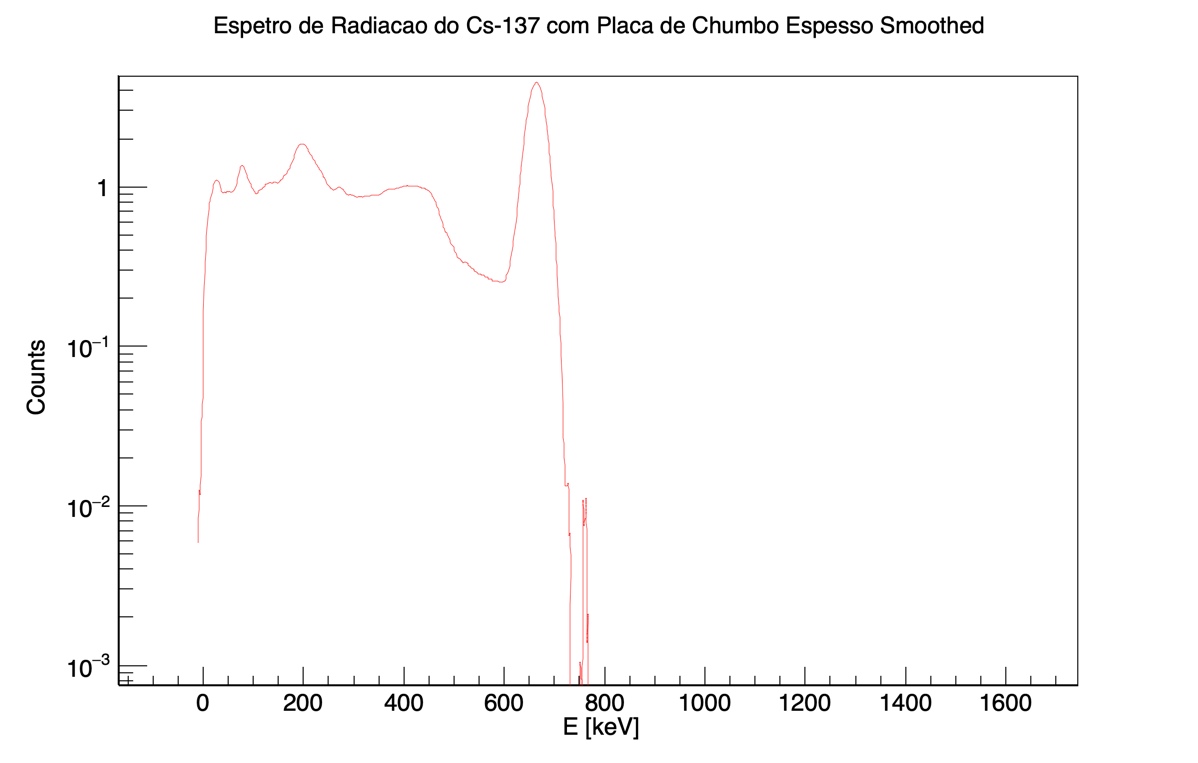 Espetro de Radiacao do Cs-137 com Placa de Chumbo Espesso Smoothed
Counts
1
10⁻¹
10⁻²
10⁻³
0 200 400 600 800 1000 1200 1400 1600
E [keV]